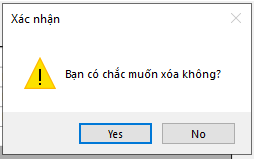 Xác nhận
Bạn có chắc muốn xóa không?
Yes
No